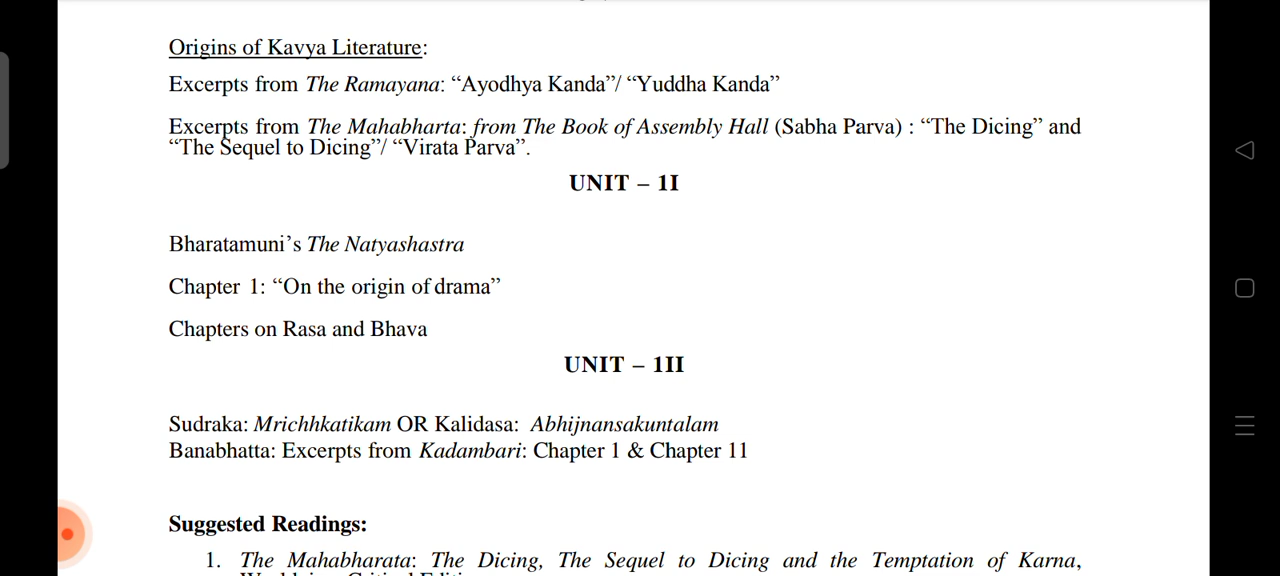 Origins of Kavya Literature:
Excerpts from The Ramayana: “Ayodhya Kanda”/ “Yuddha Kanda”
Excerpts from The Mahabharta: from The Book of Assembly Hall (Sabha Parva) : “The Dicing” and
“The Sequel to Dicing”/ “Virata Parva”.
UNIT – 1I
Bharatamuni’s The Natyashastra
Chapter 1: “On the origin of drama”
Chapters on Rasa and Bhava
UNIT – 1II
Sudraka: Mrichhkatikam OR Kalidasa: Abhijnansakuntalam
Banabhatta: Excerpts from Kadambari: Chapter 1 & Chapter 11
Suggested Readings:
1. The Mahabharata: The Dicing, The Sequel to Dicing and the Temptation of Karna,